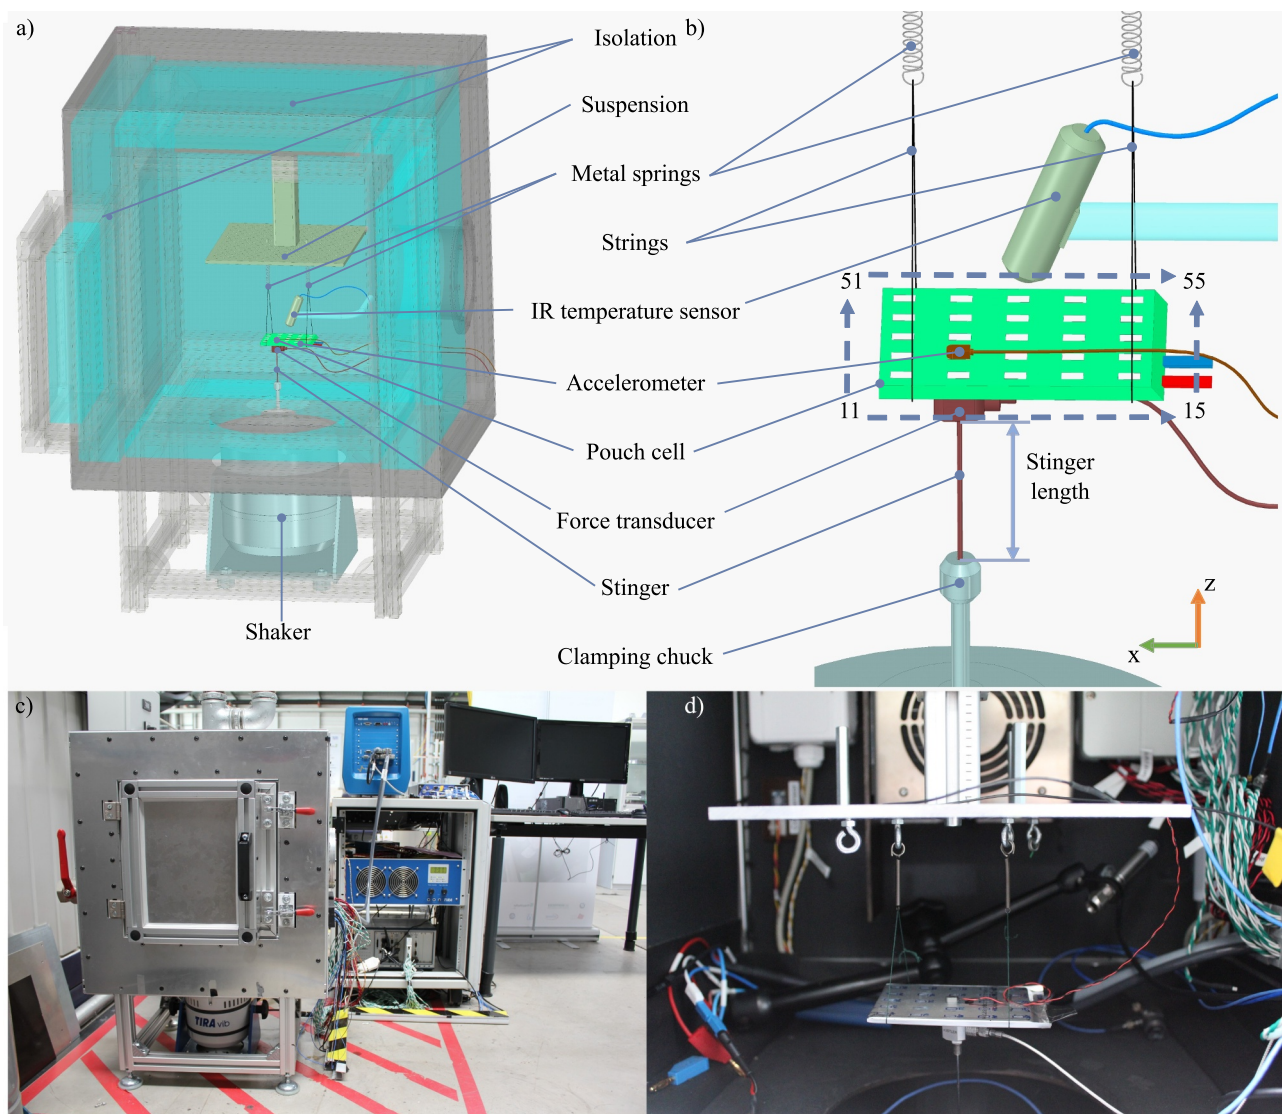 a)
b)
Isolation
Suspension
Metal springs
Strings
51
55
IR temperature sensor
Accelerometer
11
15
Pouch cell
Stinger
length
Force transducer
Stinger
z
Shaker
Clamping chuck
x
c)
d)
TIRA vib